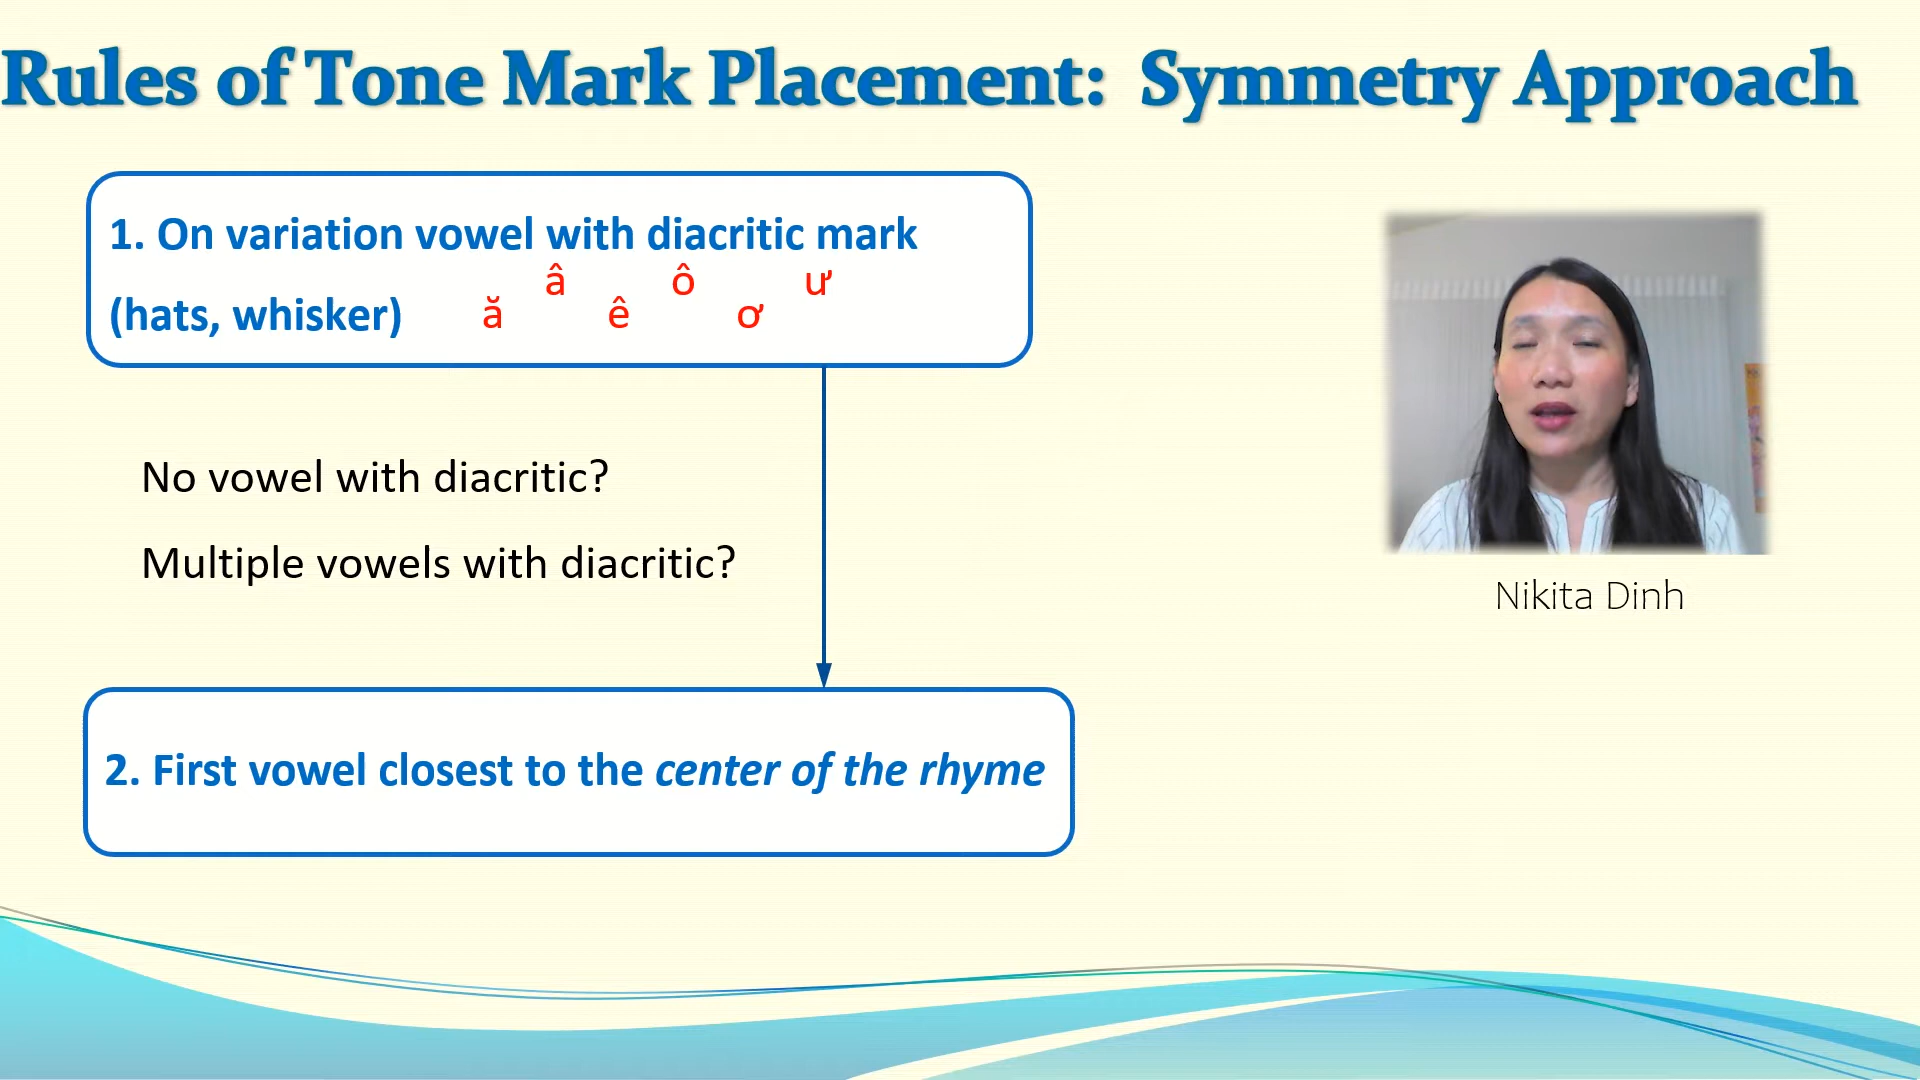 Rules of Tone Mark Placement: Symmetry Approach
1. On variation vowel with diacritic mark
(hats, whisker) ă â ê ô ơ ư
No vowel with diacritic?
Multiple vowels with diacritic?
Nikita Dinh
2. First vowel closest to the center of the rhyme